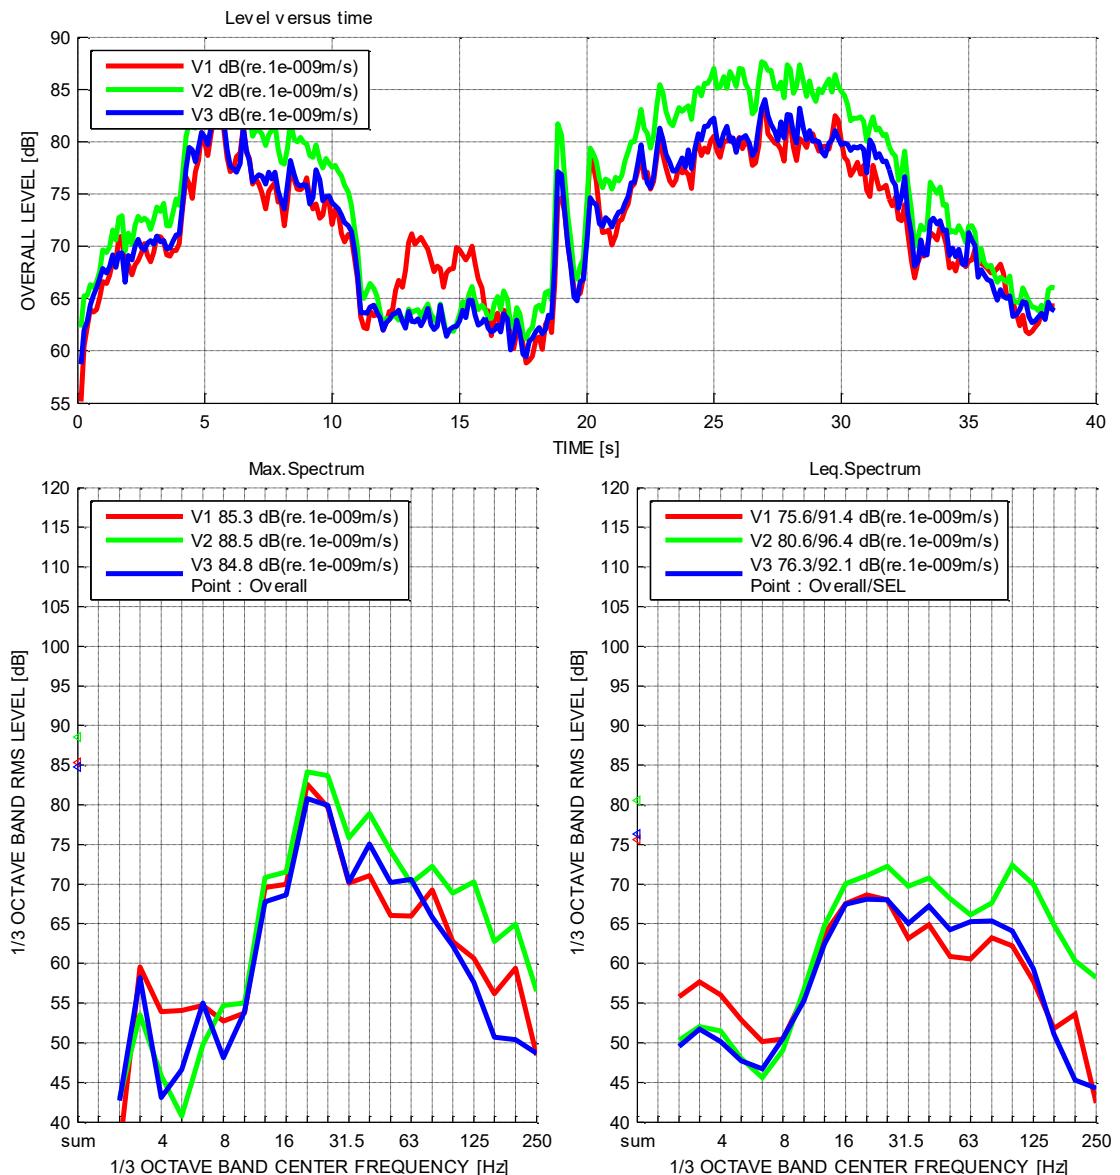 Level versus time
90
85
80
75
70
65
60
55
OVERALL LEVEL [dB]
V1 dB(re.1e-009m/s)
V2 dB(re.1e-009m/s)
V3 dB(re.1e-009m/s)
0 5 10 15 20 25 30 35 40
TIME [s]
Max.Spectrum
120
115
110
105
100
95
90
85
80
75
70
65
60
55
50
45
40
1/3 OCTAVE BAND RMS LEVEL [dB]
V1 85.3 dB(re.1e-009m/s)
V2 88.5 dB(re.1e-009m/s)
V3 84.8 dB(re.1e-009m/s)
Point : Overall
sum 4 8 16 31.5 63 125 250
1/3 OCTAVE BAND CENTER FREQUENCY [Hz]
Leq.Spectrum
120
115
110
105
100
95
90
85
80
75
70
65
60
55
50
45
40
1/3 OCTAVE BAND RMS LEVEL [dB]
V1 75.6/91.4 dB(re.1e-009m/s)
V2 80.6/96.4 dB(re.1e-009m/s)
V3 76.3/92.1 dB(re.1e-009m/s)
Point : Overall/SEL
sum 4 8 16 31.5 63 125 250
1/3 OCTAVE BAND CENTER FREQUENCY [Hz]